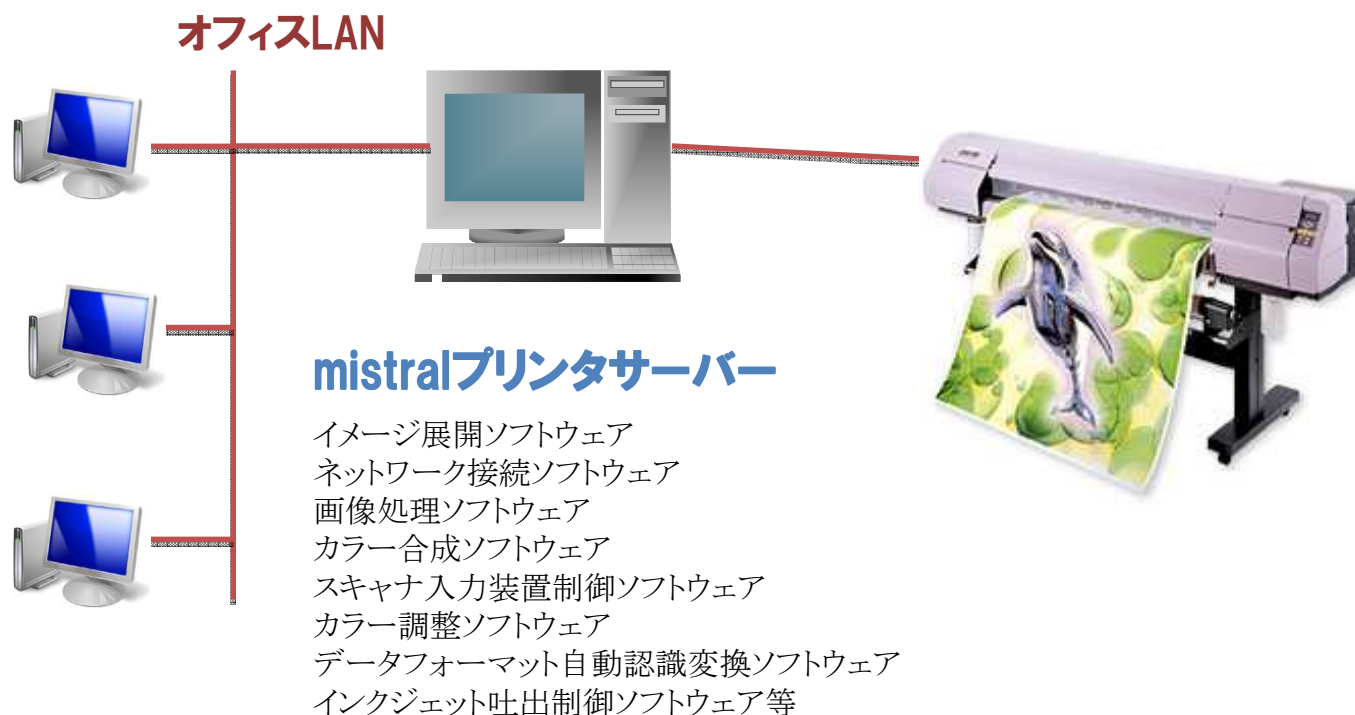 オフィスLAN
mistralプリンタサーバー
イメージ展開ソフトウェア
ネットワーク接続ソフトウェア
画像処理ソフトウェア
カラー合成ソフトウェア
スキャナ入力装置制御ソフトウェア
カラー調整ソフトウェア
データフォーマット自動認識変換ソフトウェア
インクジェット吐出制御ソフトウェア等